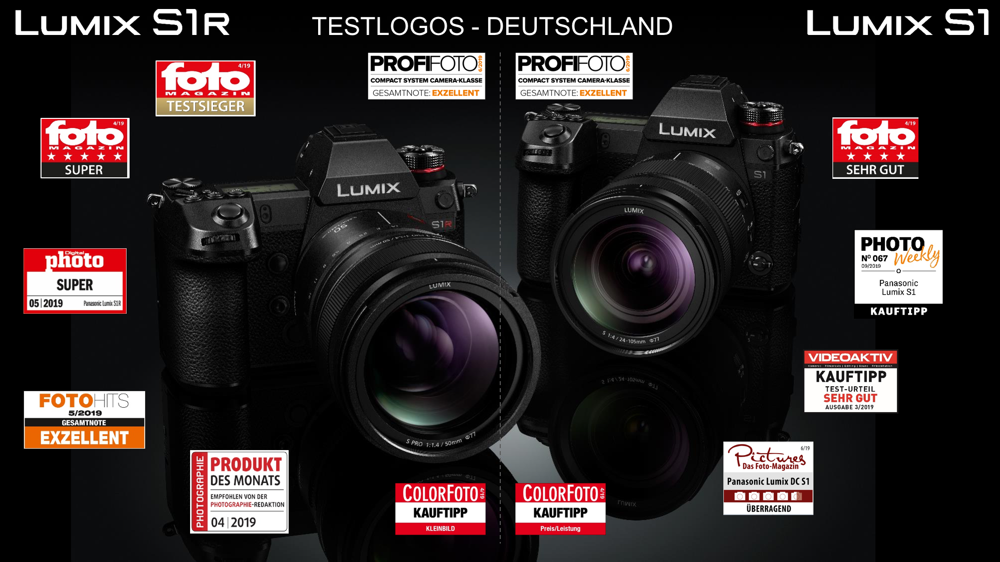 LUMIX S1R
TESTLOGOS - DEUTSCHLAND
LUMIX S1
foto 4/19
MAGAZIN
TESTSIEGER
PROFIFOTO 6/2019
COMPACT SYSTEM CAMERA-KLASSE
GESAMTNOTE: EXZELLENT
PROFIFOTO 6/2019
COMPACT SYSTEM CAMERA-KLASSE
GESAMTNOTE: EXZELLENT
foto 4/19
MAGAZIN
SUPER
foto 4/19
MAGAZIN
SEHR GUT
LUMIX
S1R
50
LUMIX
S PRO 1:1.4 / 50mm Φ77
LUMIX
S1
LUMIX
S 1:4 / 24-105mm Φ77
Digital
photo
SUPER
05|2019 Panasonic Lumix S1R
PHOTO
Weekly
Nº 067
09/2019
Panasonic
Lumix S1
KAUFTIPP
VIDEOAKTIV
Kameras Filmpraxis | Editing | Sound Präsentation
KAUFTIPP
TEST-URTEIL
SEHR GUT
AUSGABE 3/2019
FOTOHITS
5/2019
GESAMTNOTE
EXZELLENT
PHOTOGRAPHIE
PRODUKT
DES MONATS
EMPFOHLEN VON DER
PHOTOGRAPHIE-REDAKTION
04|2019
COLORFOTO 4/19
KAUFTIPP
KLEINBILD
COLORFOTO 4/19
KAUFTIPP
Preis/Leistung
6/19
Pictures
Das Foto-Magazin
Panasonic Lumix DC S1
ÜBERRAGEND